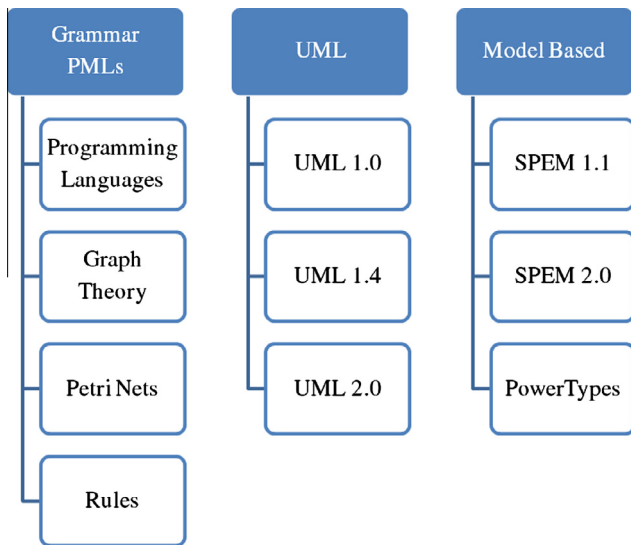 Grammar
PMLs
Programming
Languages
Graph
Theory
Petri Nets
Rules
UML
UML 1.0
UML 1.4
UML 2.0
Model Based
SPEM 1.1
SPEM 2.0
PowerTypes